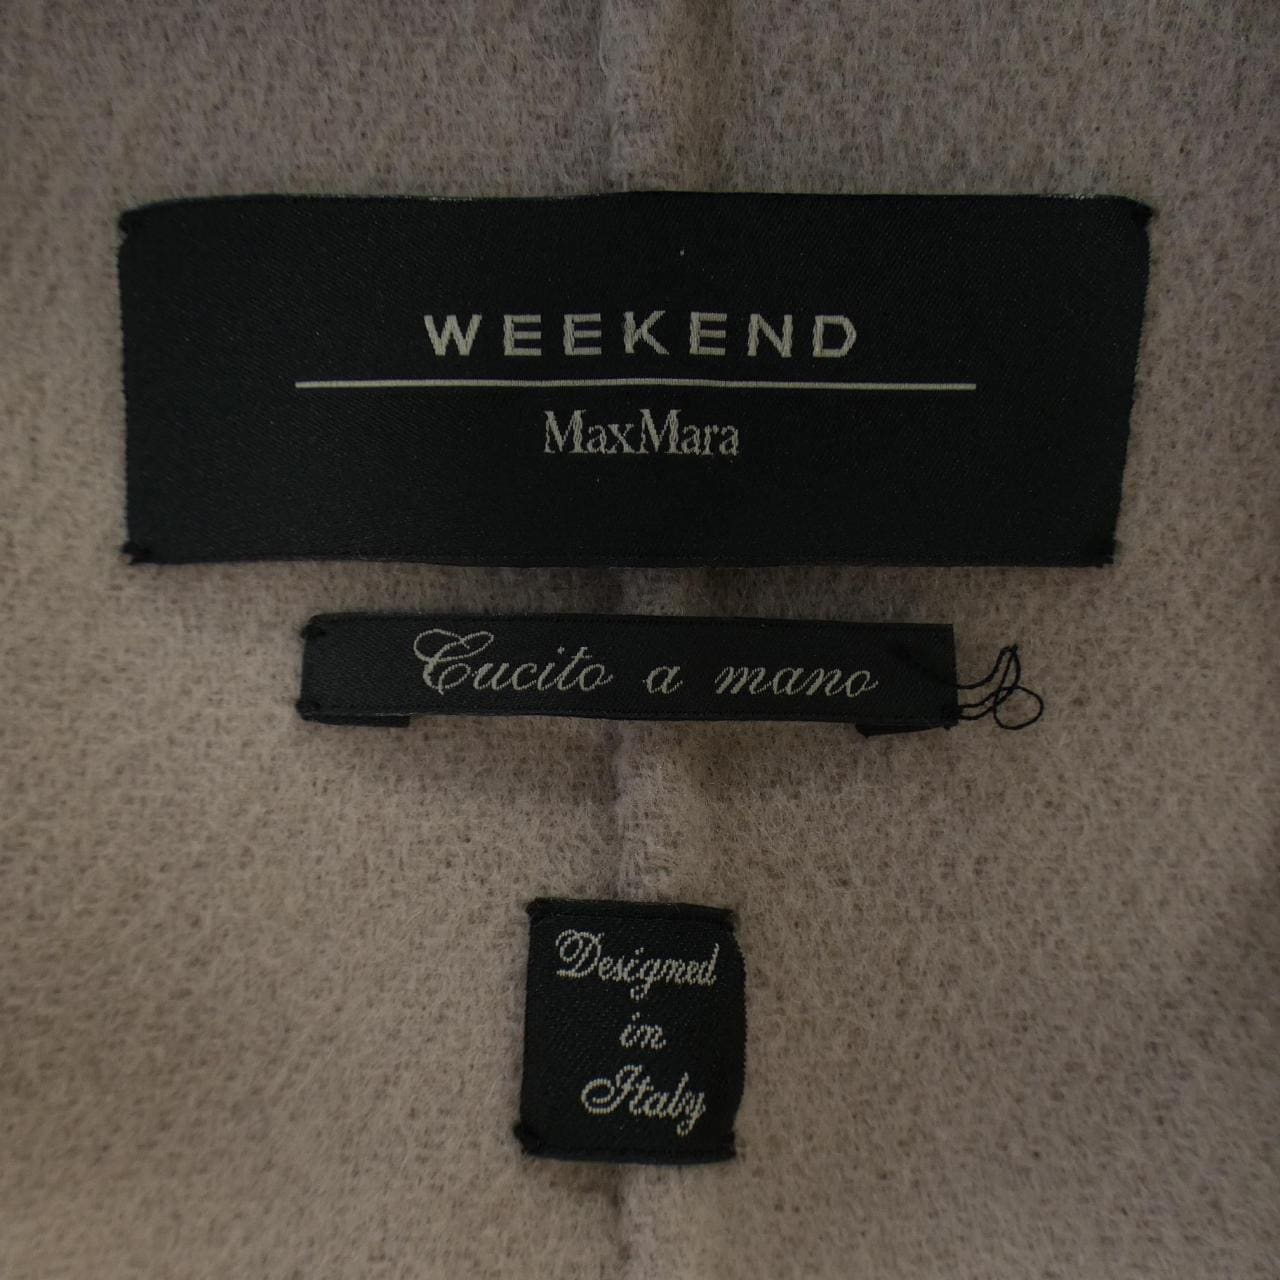 WEEKEND
MaxMara
Cucito a mano
Designed
in
Italy